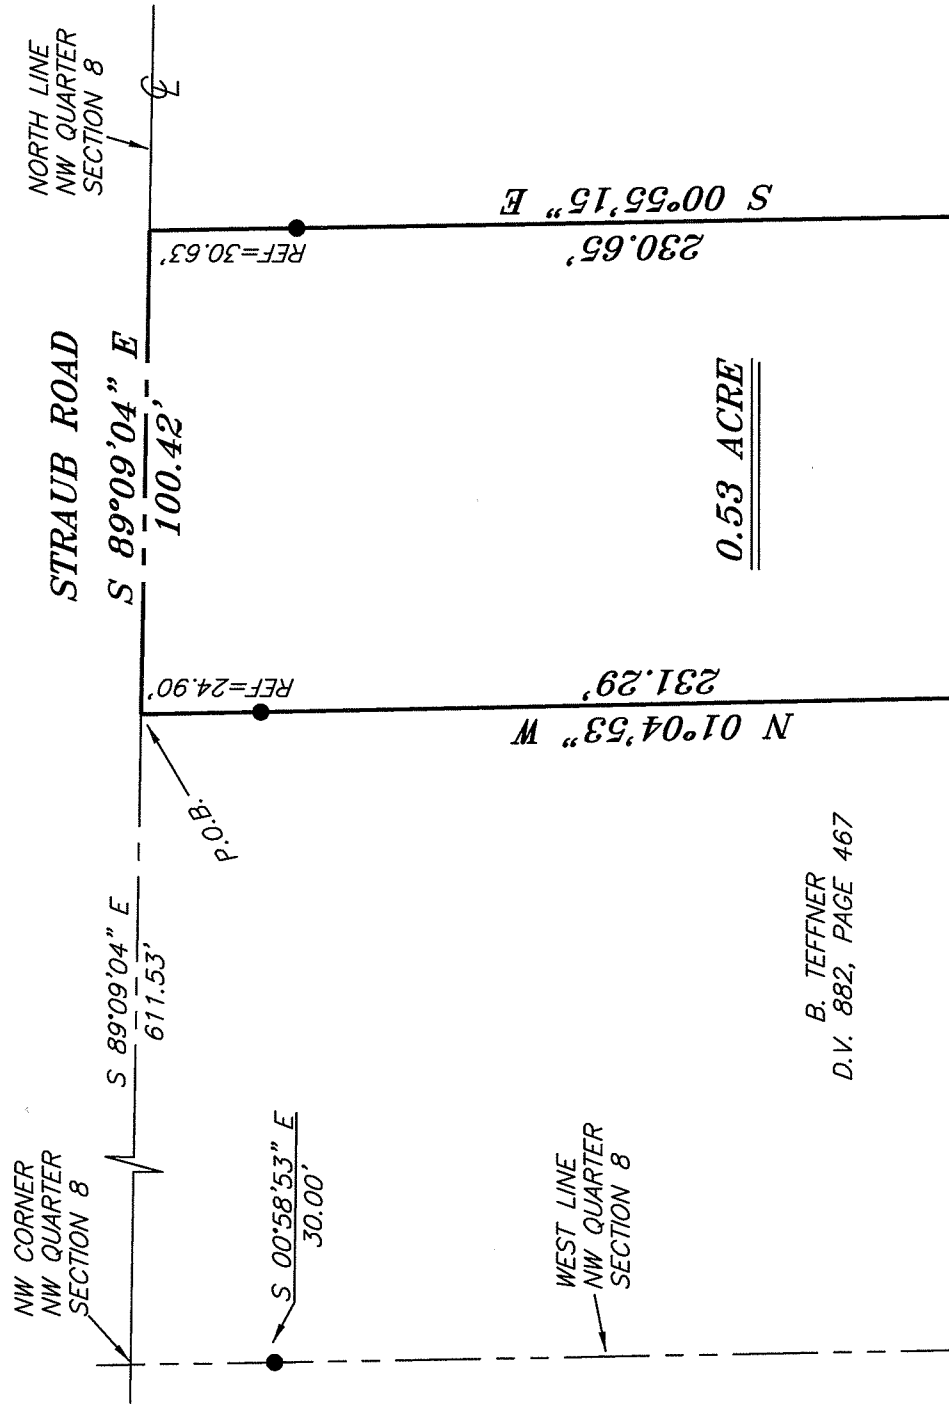 NORTH LINE
NW QUARTER
SECTION 8
℄
STRAUB ROAD
S 89°09'04" E
100.42'
REF=30.63'
S 00°55'15" E
230.65'
0.53 ACRE
REF=24.90'
231.29'
N 01°04'53" W
P.O.B.
S 89°09'04" E
611.53'
B. TEFFNER
D.V. 882, PAGE 467
NW CORNER
NW QUARTER
SECTION 8
S 00°58'53" E
30.00'
WEST LINE
NW QUARTER
SECTION 8